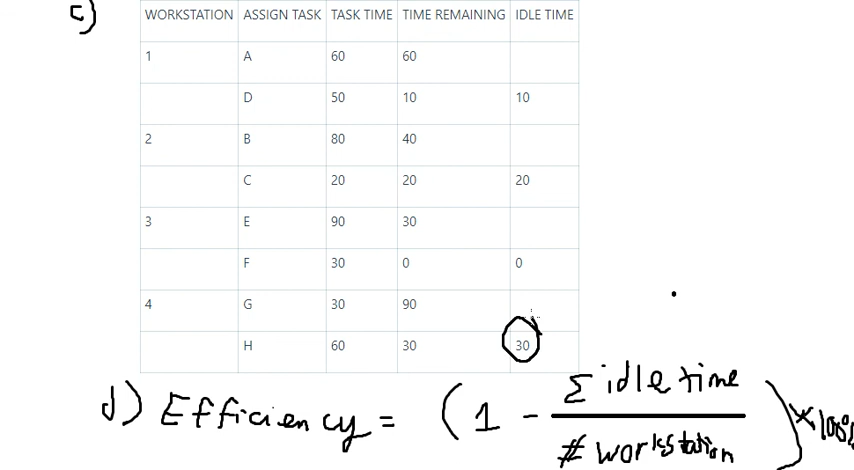 c)
WORKSTATION ASSIGN TASK TASK TIME TIME REMAINING IDLE TIME
1 A 60 60
D 50 10 10
2 B 80 40
C 20 20 20
3 E 90 30
F 30 0 0
4 G 30 90
H 60 30 30
d) Efficiency = (1 - Σ idle time / # workstation) × 100%